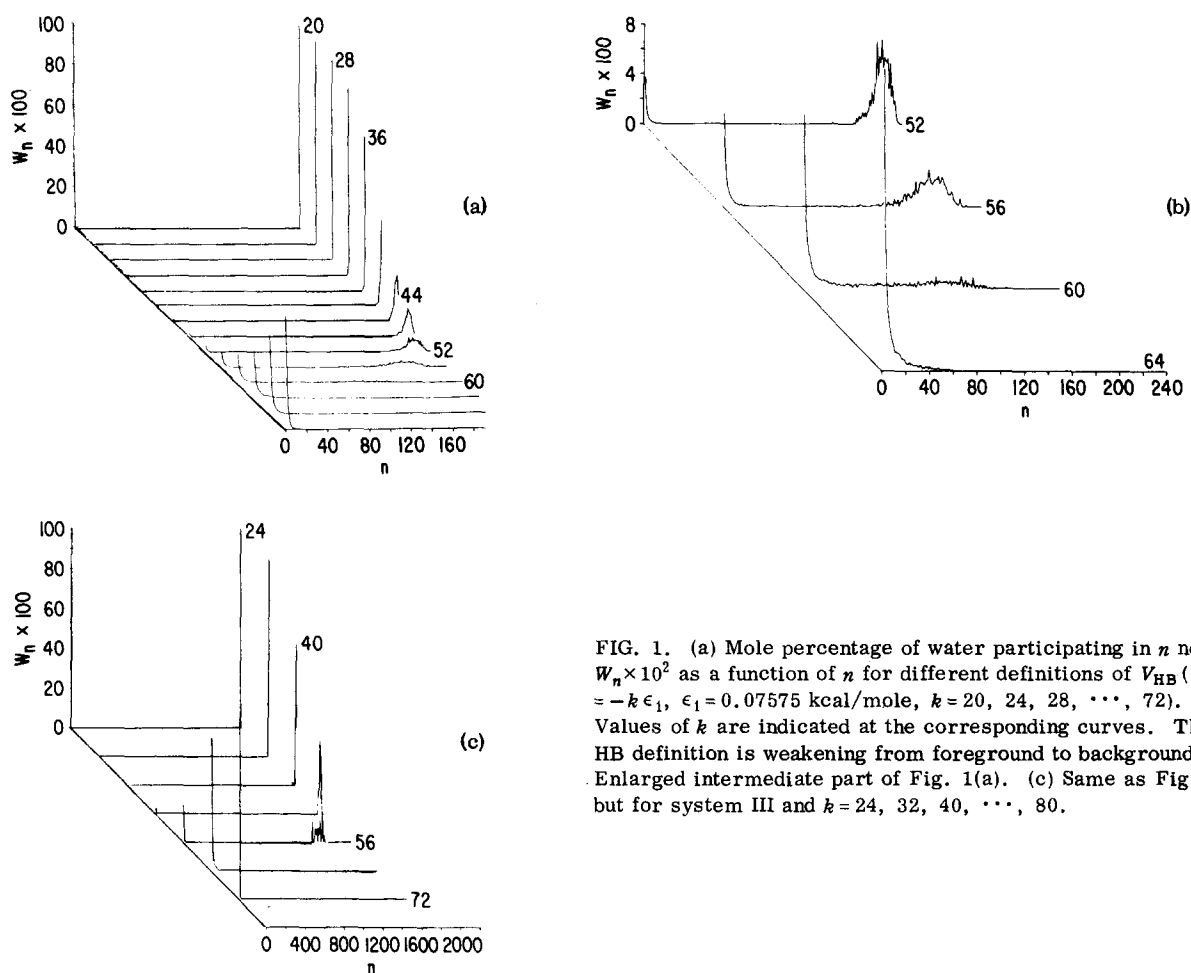 100
80
60
40
20
0
W_n × 100
20
28
36
44
52
60
(a)
0 40 80 120 160
n
8
4
0
W_n × 100
52
56
60
64
(b)
0 40 80 120 160 200 240
n
100
80
60
40
20
0
W_n × 100
24
40
56
72
(c)
0 400 800 1200 1600 2000
n
FIG. 1. (a) Mole percentage of water participating in n
W_n×10² as a function of n for different definitions of V_HB (
= -kε₁, ε₁ = 0.07575 kcal/mole, k = 20, 24, 28, ···, 72).
Values of k are indicated at the corresponding curves.
HB definition is weakening from foreground to background
Enlarged intermediate part of Fig. 1(a). (c) Same as Fig
but for system III and k = 24, 32, 40, ···, 80.